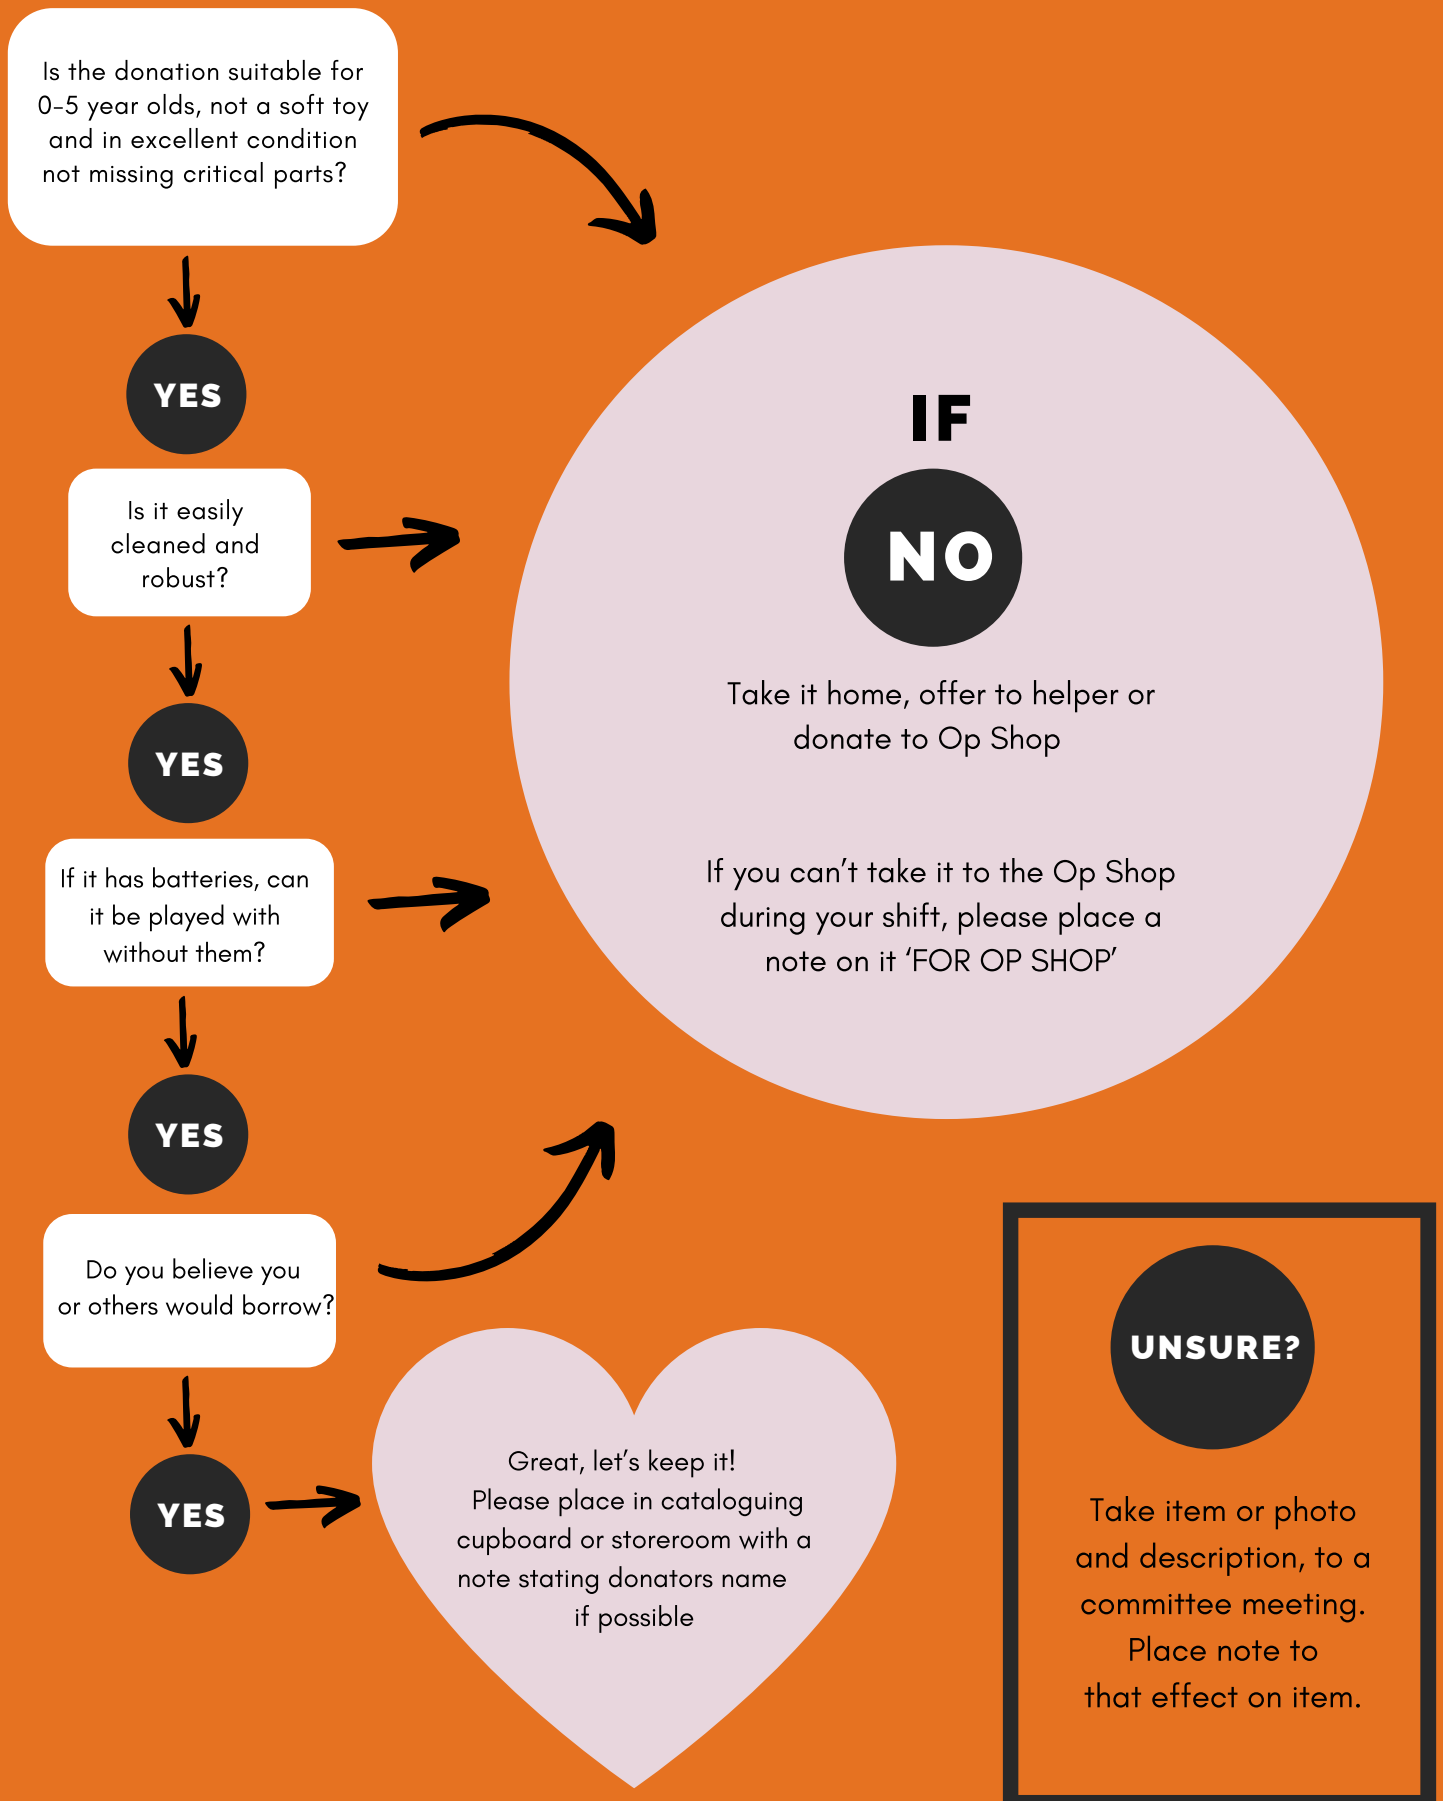 Is the donation suitable for
0-5 year olds, not a soft toy
and in excellent condition
not missing critical parts?
YES
Is it easily
cleaned and
robust?
YES
If it has batteries, can
it be played with
without them?
YES
Do you believe you
or others would borrow?
YES
IF
NO
Take it home, offer to helper or
donate to Op Shop
If you can’t take it to the Op Shop
during your shift, please place a
note on it ‘FOR OP SHOP’
Great, let’s keep it!
Please place in cataloguing
cupboard or storeroom with a
note stating donators name
if possible
UNSURE?
Take item or photo
and description, to a
committee meeting.
Place note to
that effect on item.